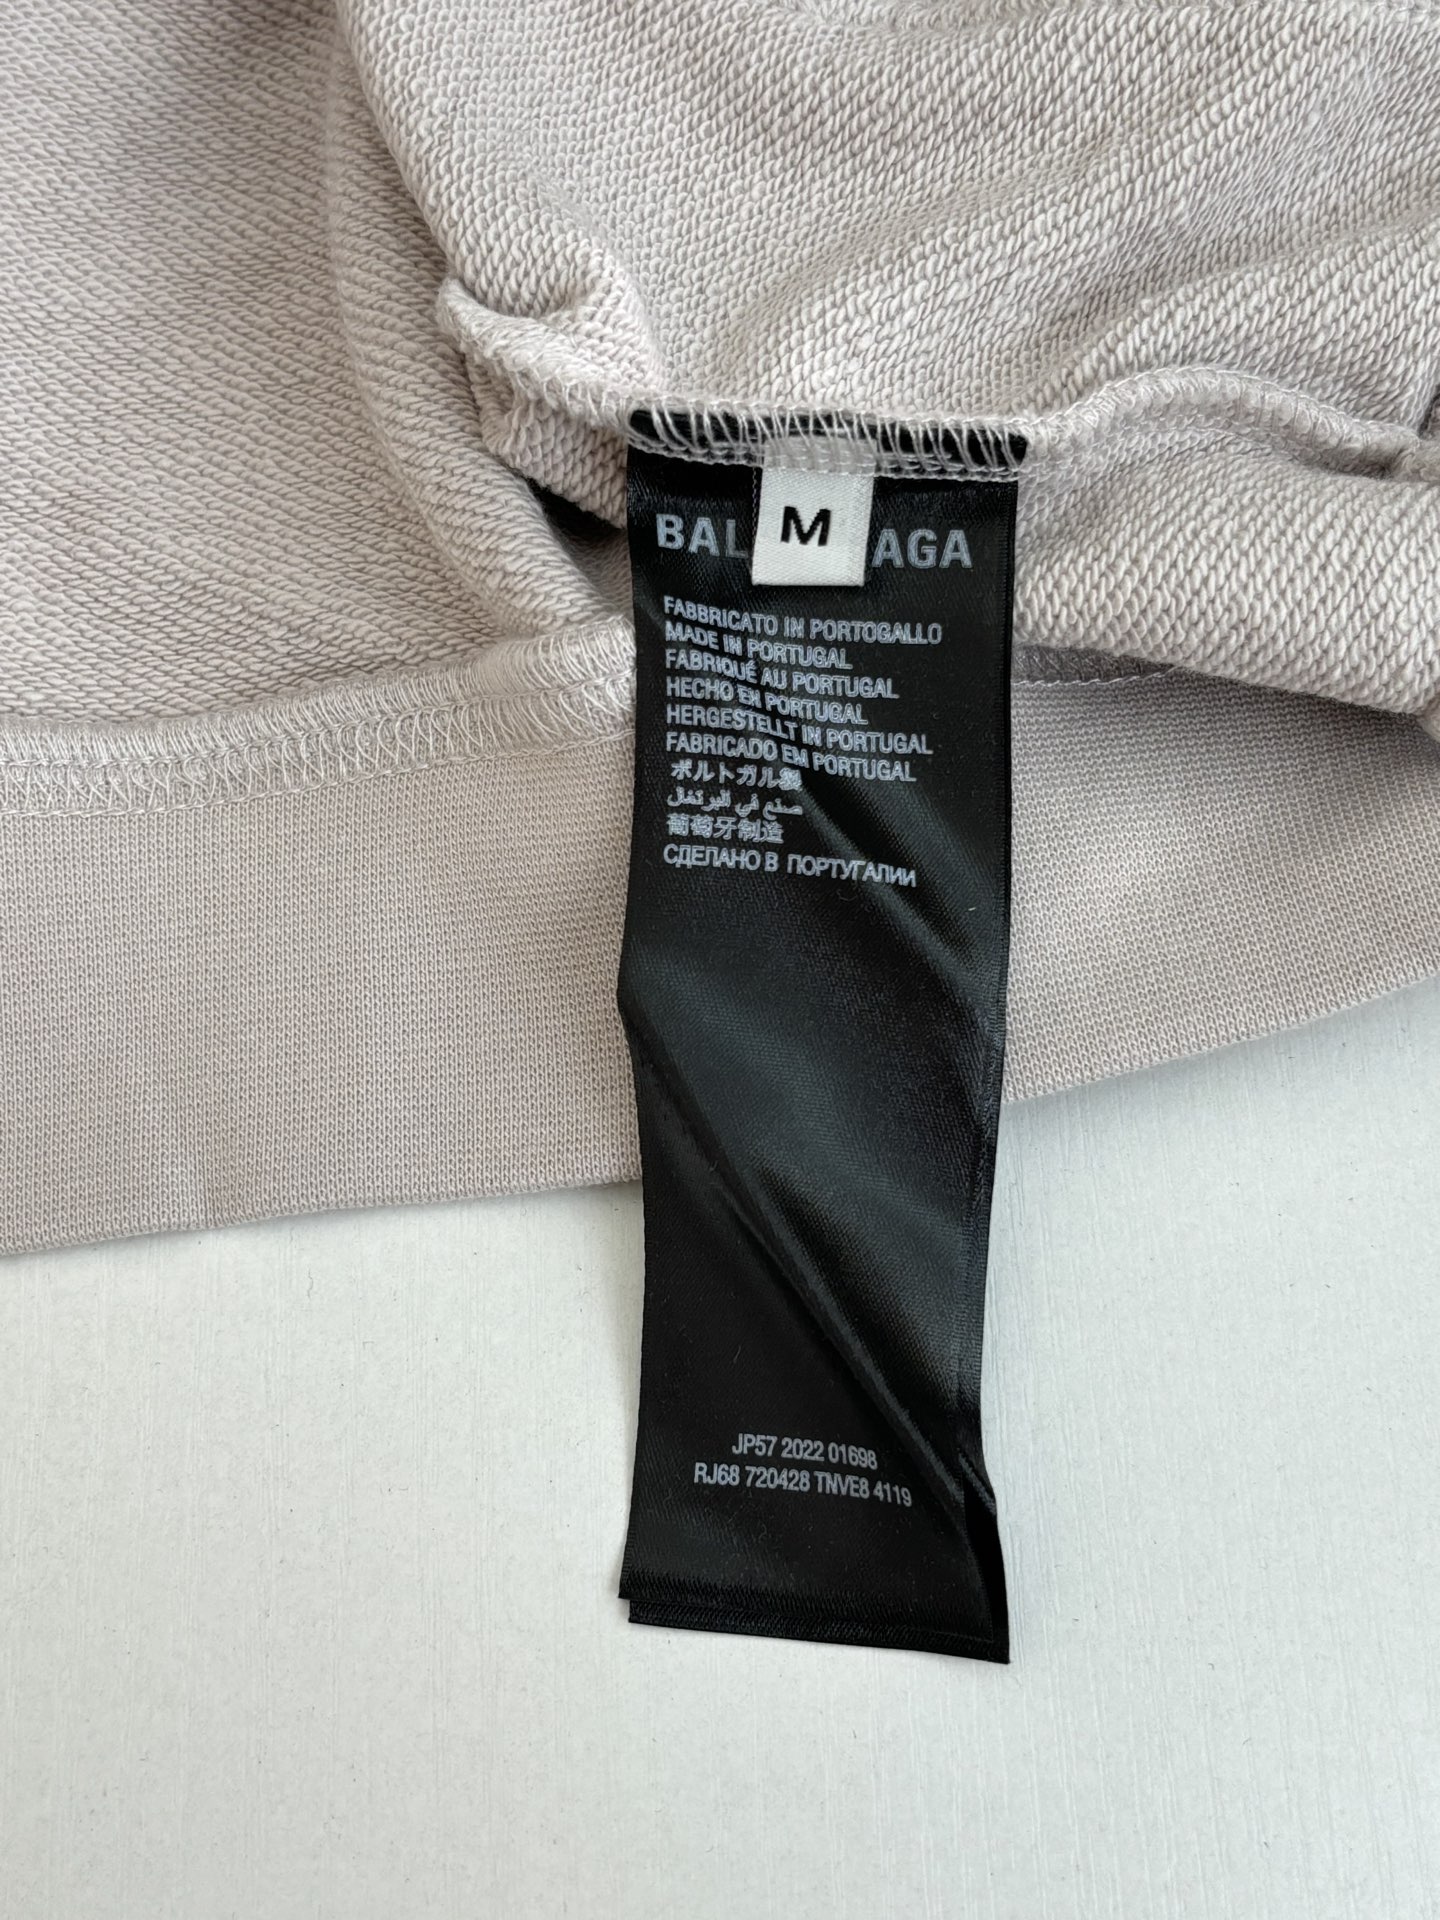 BAL AGA
M
FABBRICATO IN PORTOGALLO
MADE IN PORTUGAL
FABRIQUÉ AU PORTUGAL
HECHO EN PORTUGAL
HERGESTELLT IN PORTUGAL
FABRICADO EM PORTUGAL
ポルトガル製
صنع في البرتغال
葡萄牙制造
СДЕЛАНО В ПОРТУГАЛИИ
JP57 2022 01698
RJ68 720428 TNVE8 4119